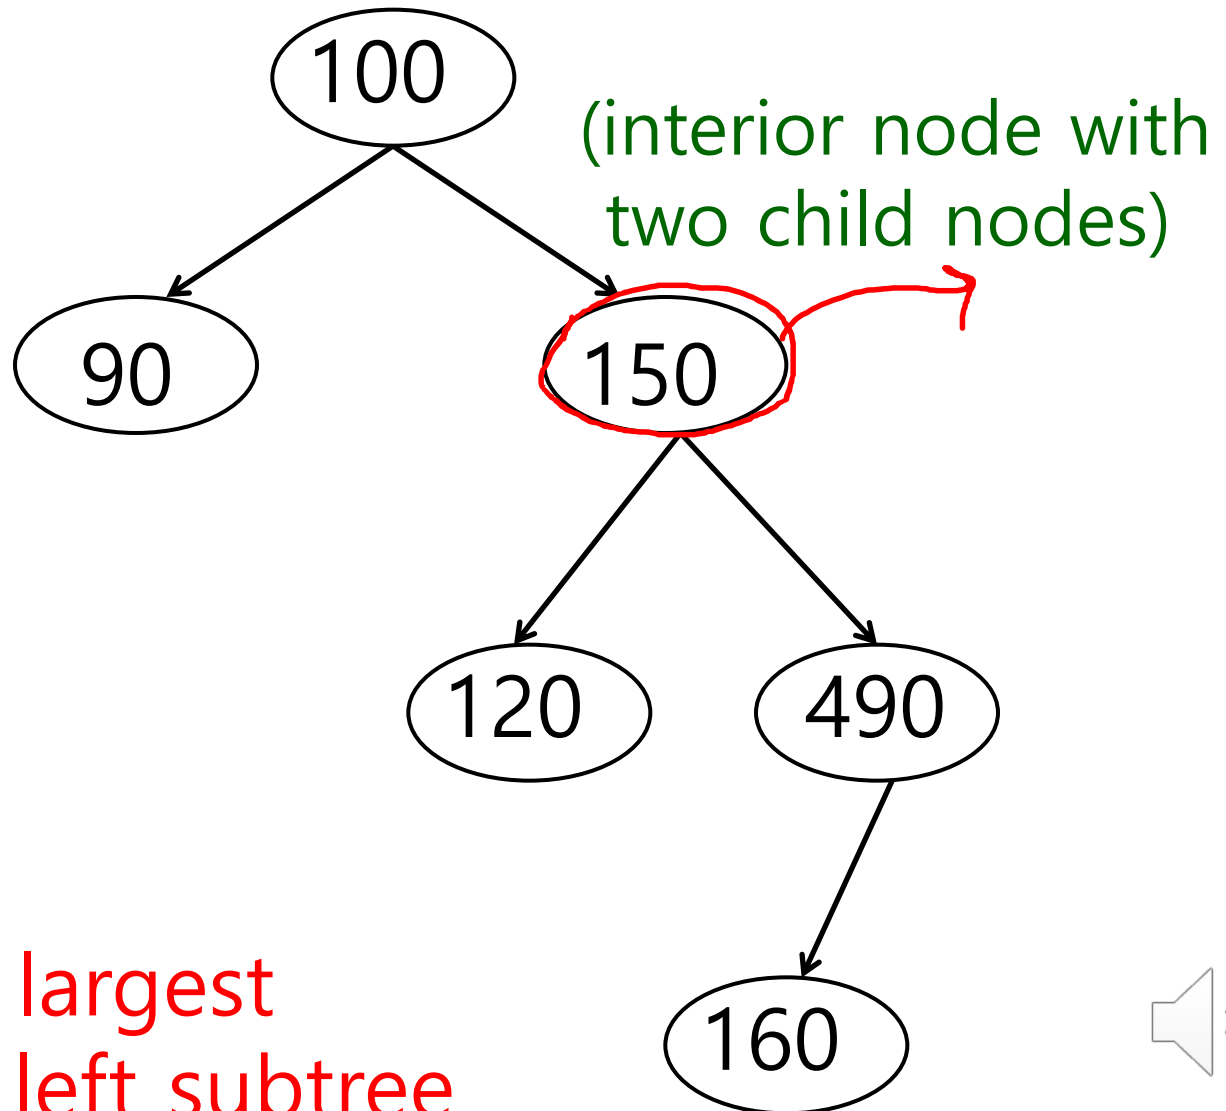 100
(interior node with
two child nodes)
90
150
120
490
largest
160
left subtree